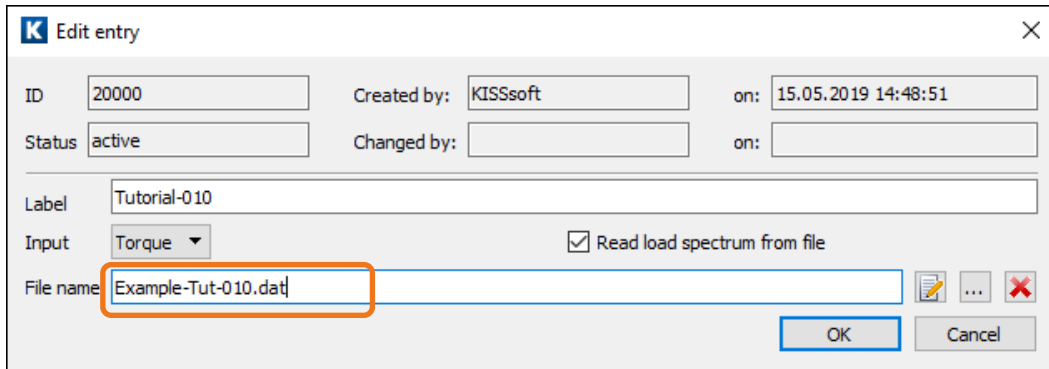 K Edit entry
ID 20000 Created by: KISSsoft on: 15.05.2019 14:48:51
Status active Changed by: on:
Label Tutorial-010
Input Torque Read load spectrum from file
File name Example-Tut-010.dat ...
OK Cancel